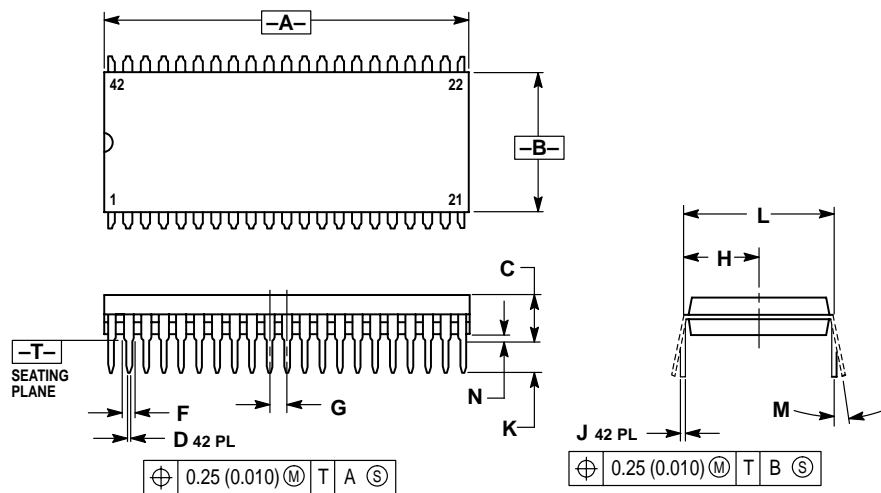 –A–
42 22
–B–
1 21
L
H
C
–T–
SEATING
PLANE
N
M
F
G
K
D 42 PL
J 42 PL
⌖ 0.25 (0.010) Ⓜ T A Ⓢ
⌖ 0.25 (0.010) Ⓜ T B Ⓢ